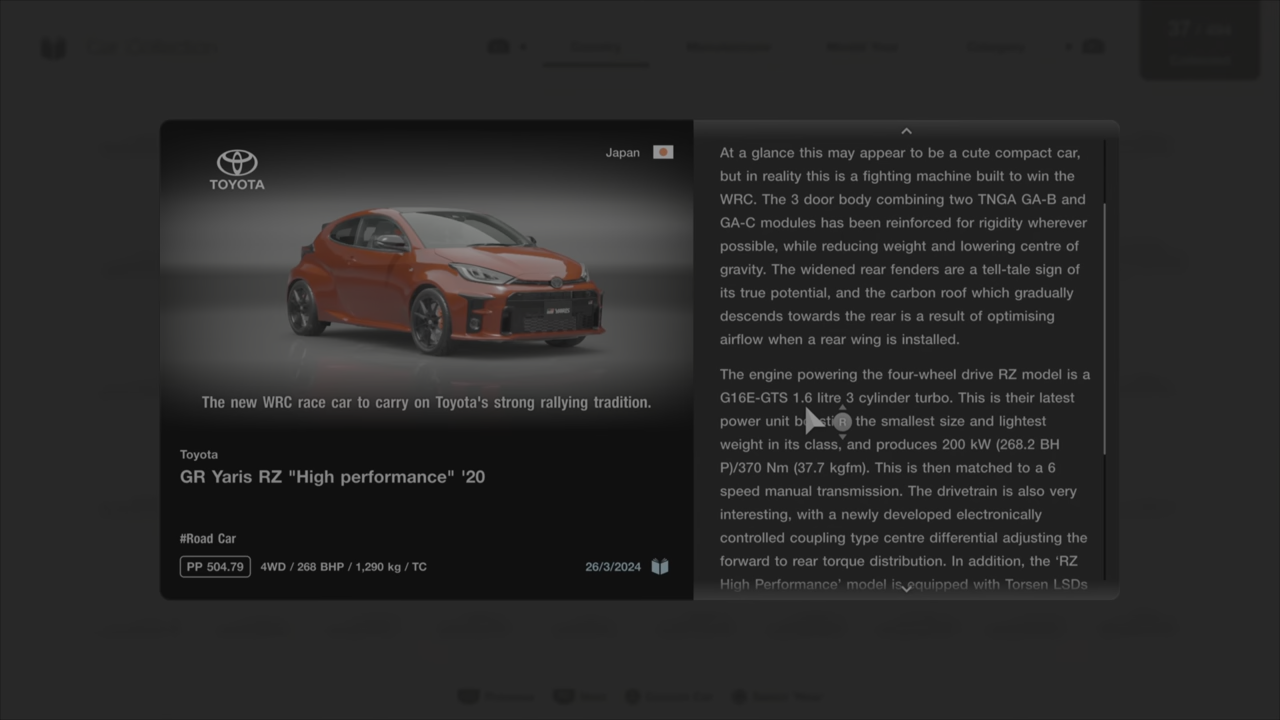 Car Collection
Japan
TOYOTA
The new WRC race car to carry on Toyota's strong rallying tradition.
Toyota
GR Yaris RZ "High performance" '20
#Road Car
PP 504.79 4WD / 268 BHP / 1,290 kg / TC 26/3/2024
At a glance this may appear to be a cute compact car,
but in reality this is a fighting machine built to win the
WRC. The 3 door body combining two TNGA GA-B and
GA-C modules has been reinforced for rigidity wherever
possible, while reducing weight and lowering centre of
gravity. The widened rear fenders are a tell-tale sign of
its true potential, and the carbon roof which gradually
descends towards the rear is a result of optimising
airflow when a rear wing is installed.
The engine powering the four-wheel drive RZ model is a
G16E-GTS 1.6 litre 3 cylinder turbo. This is their latest
power unit the smallest size and lightest
weight in its class, and produces 200 kW (268.2 BH
P)/370 Nm (37.7 kgfm). This is then matched to a 6
speed manual transmission. The drivetrain is also very
interesting, with a newly developed electronically
controlled coupling type centre differential adjusting the
forward to rear torque distribution. In addition, the ‘RZ
High Performance’ model is equipped with Torsen LSDs
R